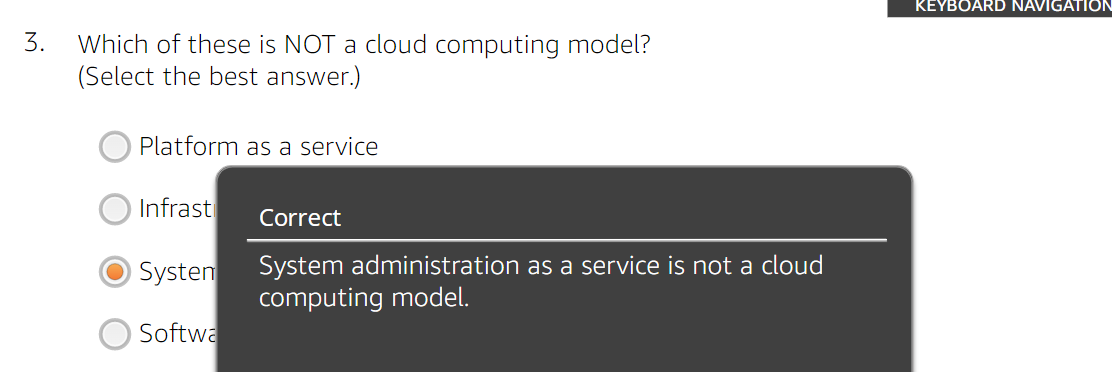 KEYBOARD NAVIGATION
3. Which of these is NOT a cloud computing model?
(Select the best answer.)
Platform as a service
Infrast
Correct
System administration as a service is not a cloud
computing model.
System
Softwa